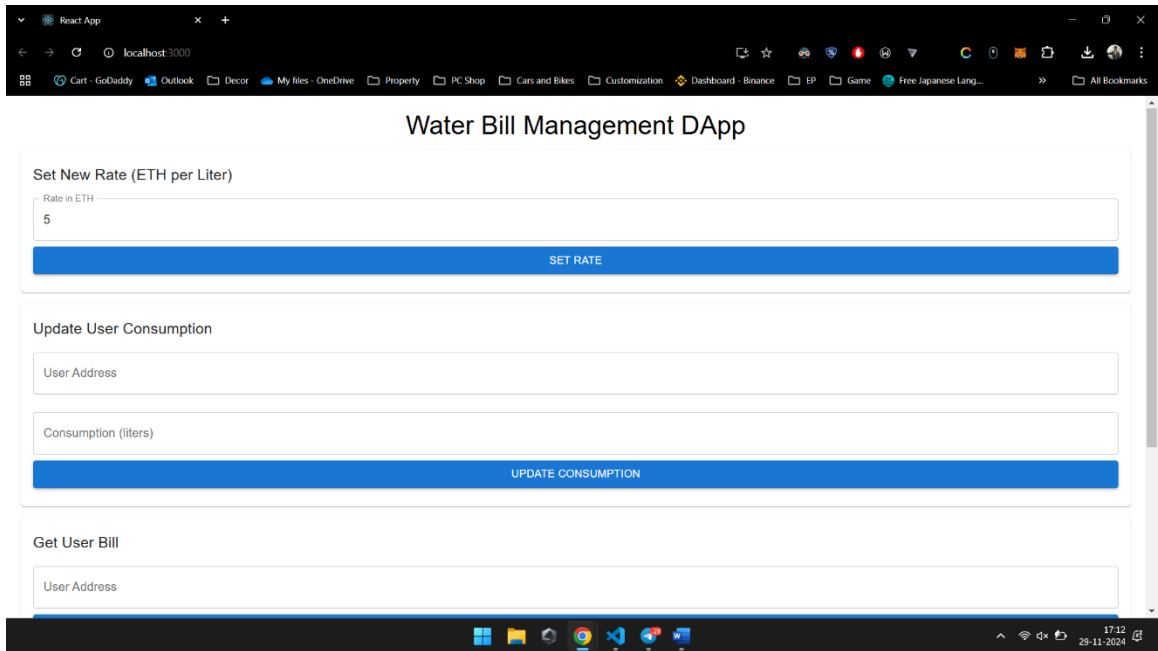 React App
localhost:3000
Cart - GoDaddy Outlook Decor My files - OneDrive Property PC Shop Cars and Bikes Customization Dashboard - Binance EP Game Free Japanese Lang... » All Bookmarks
Water Bill Management DApp
Set New Rate (ETH per Liter)
Rate in ETH
5
SET RATE
Update User Consumption
User Address
Consumption (liters)
UPDATE CONSUMPTION
Get User Bill
User Address
17:12
29-11-2024